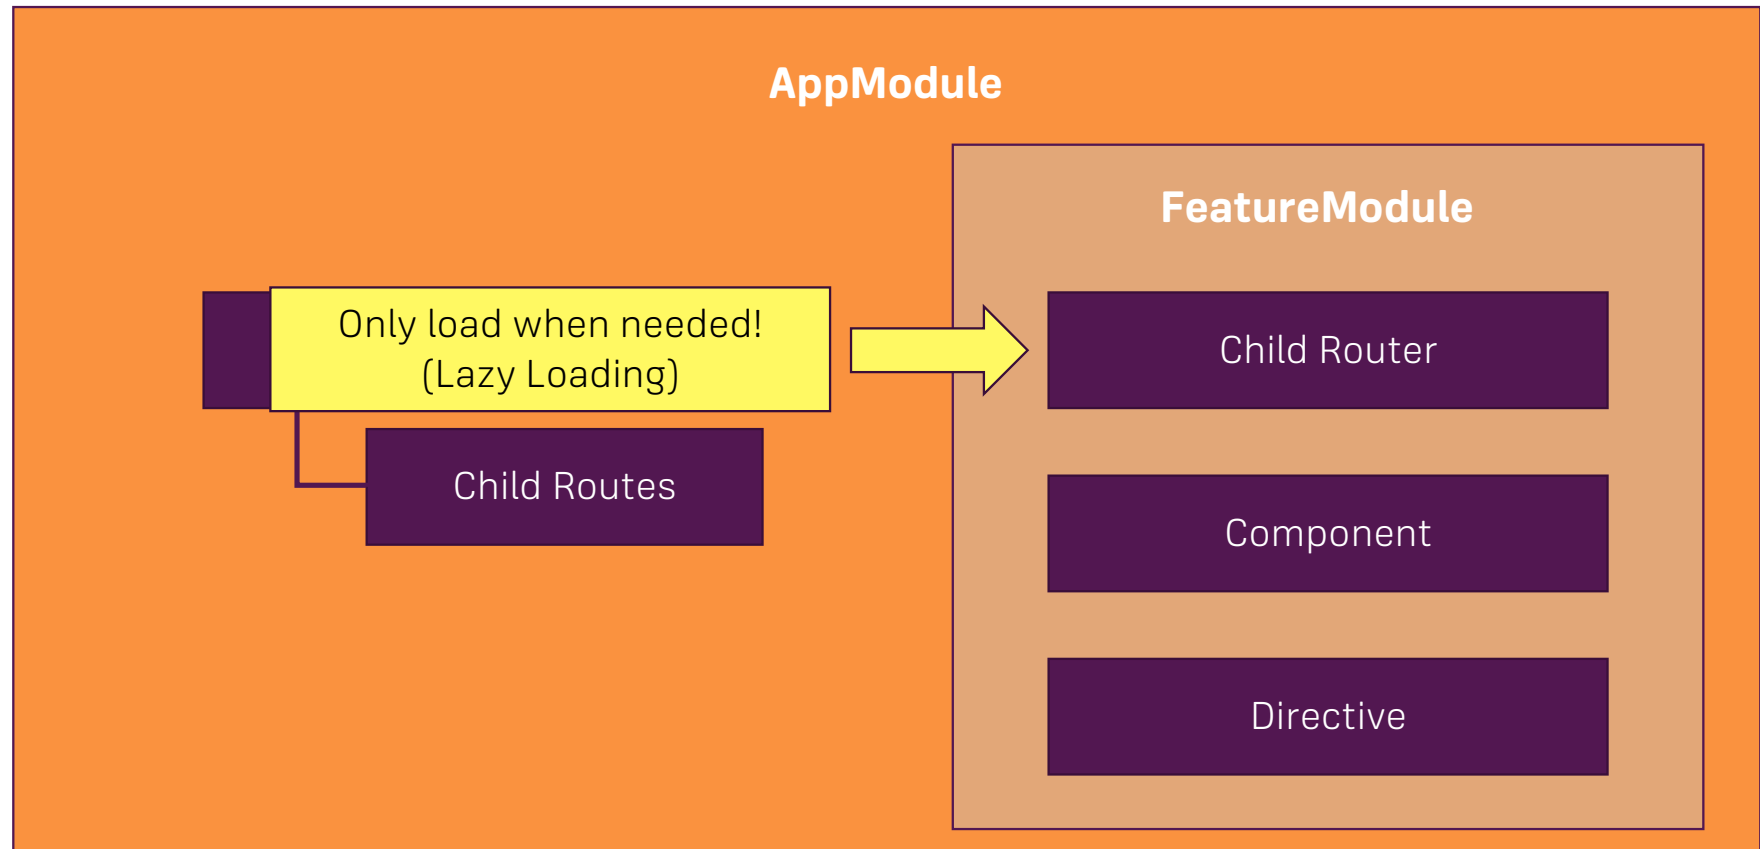 AppModule
FeatureModule
Only load when needed!
(Lazy Loading)
Child Router
Child Routes
Component
Directive